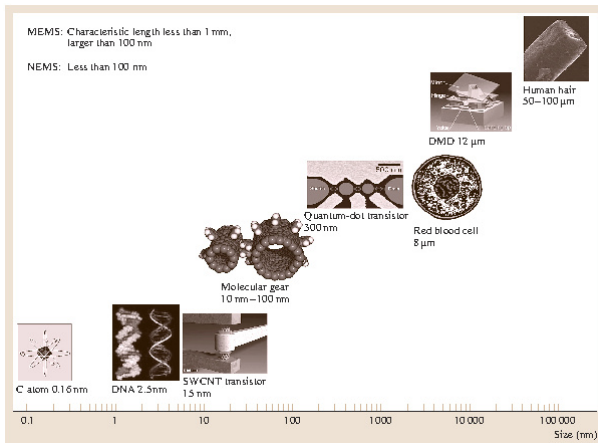 MEMS: Characteristic length less than 1 mm,
larger than 100 nm
NEMS: Less than 100 nm
Human hair
50–100 µm
DMD 12 µm
500 nm
Quantum-dot transistor
300 nm
Red blood cell
8 µm
Molecular gear
10 nm–100 nm
C atom 0.16 nm
DNA 2.5 nm
SWCNT transistor
15 nm
0.1 1 10 100 1000 10 000 100 000
Size (nm)